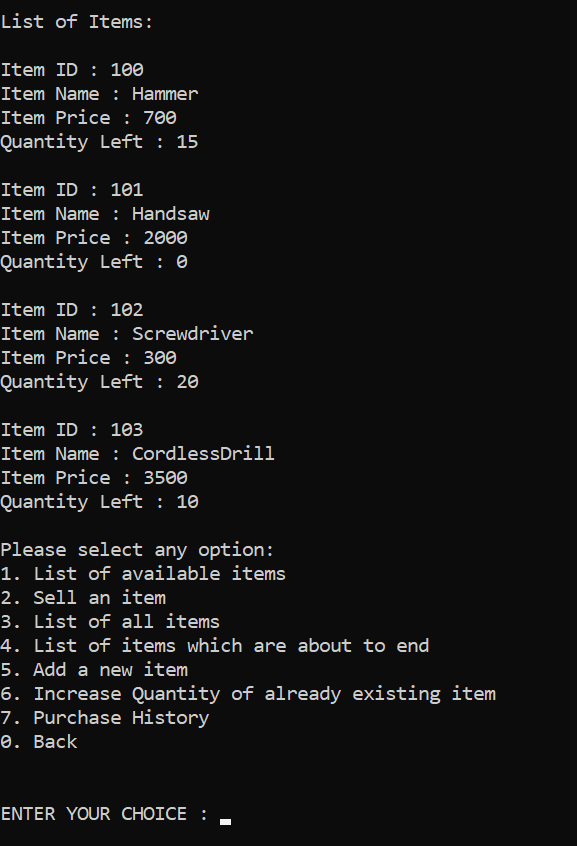 List of Items:
Item ID : 100
Item Name : Hammer
Item Price : 700
Quantity Left : 15
Item ID : 101
Item Name : Handsaw
Item Price : 2000
Quantity Left : 0
Item ID : 102
Item Name : Screwdriver
Item Price : 300
Quantity Left : 20
Item ID : 103
Item Name : CordlessDrill
Item Price : 3500
Quantity Left : 10
Please select any option:
1. List of available items
2. Sell an item
3. List of all items
4. List of items which are about to end
5. Add a new item
6. Increase Quantity of already existing item
7. Purchase History
0. Back
ENTER YOUR CHOICE :